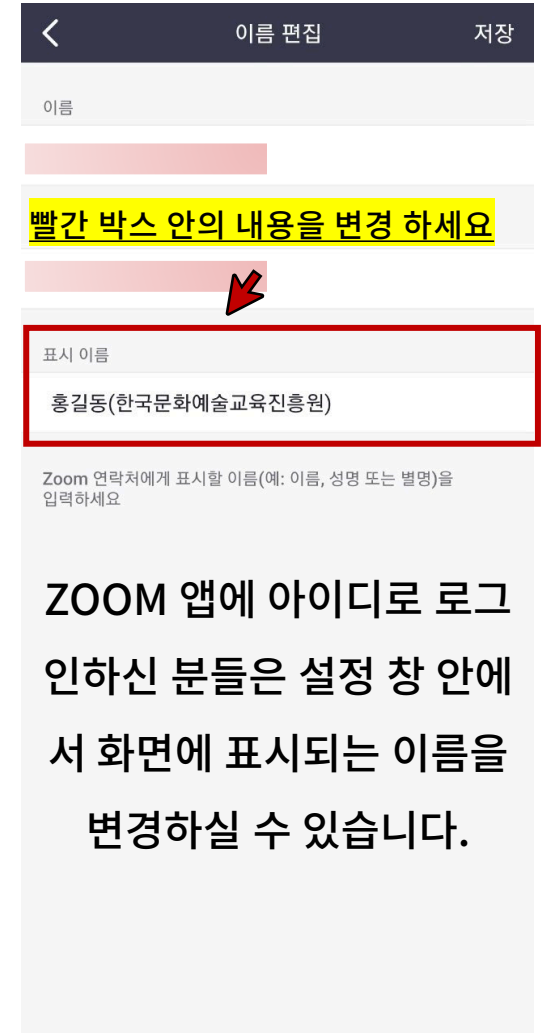 이름 편집
저장
이름
빨간 박스 안의 내용을 변경 하세요
표시 이름
홍길동(한국문화예술교육진흥원)
Zoom 연락처에게 표시할 이름(예: 이름, 성명 또는 별명)을
입력하세요
ZOOM 앱에 아이디로 로그
인하신 분들은 설정 창 안에
서 화면에 표시되는 이름을
변경하실 수 있습니다.